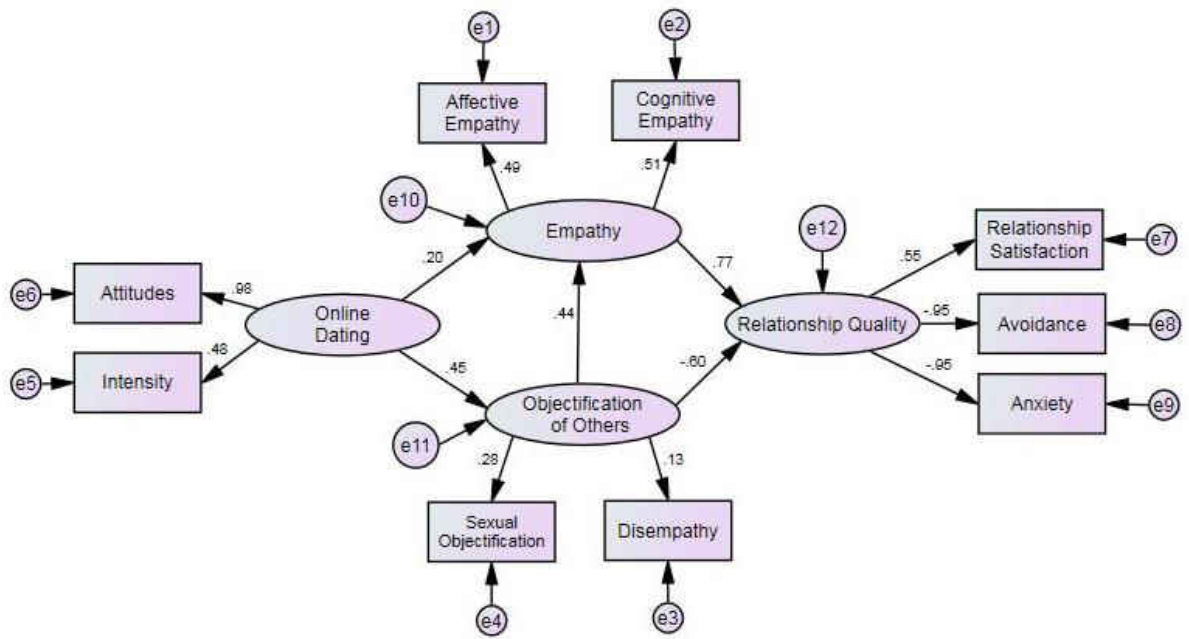 e1
e2
Affective
Empathy
Cognitive
Empathy
.49
.51
e10
Empathy
e12
Relationship
Satisfaction
e7
.20
.77
.55
e6
Attitudes
.98
Online
Dating
.44
Relationship Quality
-.95
Avoidance
e8
e5
Intensity
.48
.45
-.60
-.95
Anxiety
e9
Objectification
of Others
e11
.28
.13
Sexual
Objectification
Disempathy
e4
e3